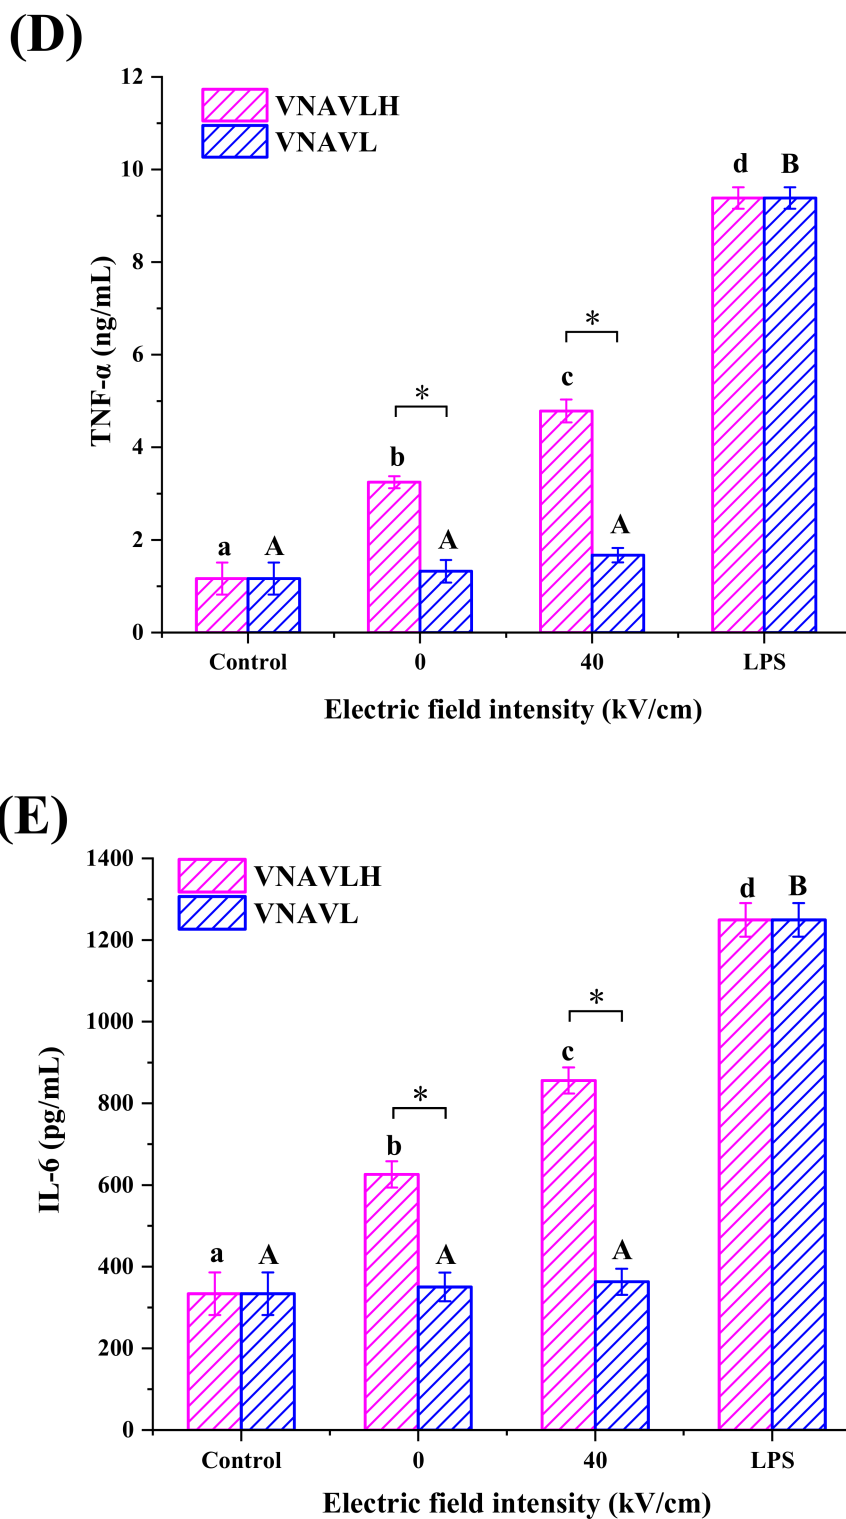 (D)
12
10
8
6
4
2
0
TNF-α (ng/mL)
VNAVLH
VNAVL
a A
b A
*
c A
*
d B
Control 0 40 LPS
Electric field intensity (kV/cm)
(E)
1400
1200
1000
800
600
400
200
0
IL-6 (pg/mL)
VNAVLH
VNAVL
a A
b A
*
c A
*
d B
Control 0 40 LPS
Electric field intensity (kV/cm)